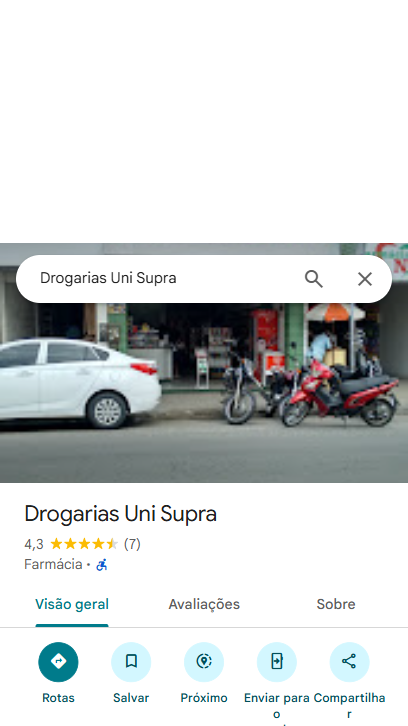 Drogarias Uni Supra
Drogarias Uni Supra
4,3 (7)
Farmácia ·
Visão geral Avaliações Sobre
Rotas Salvar Próximo Enviar para o Compartilhar